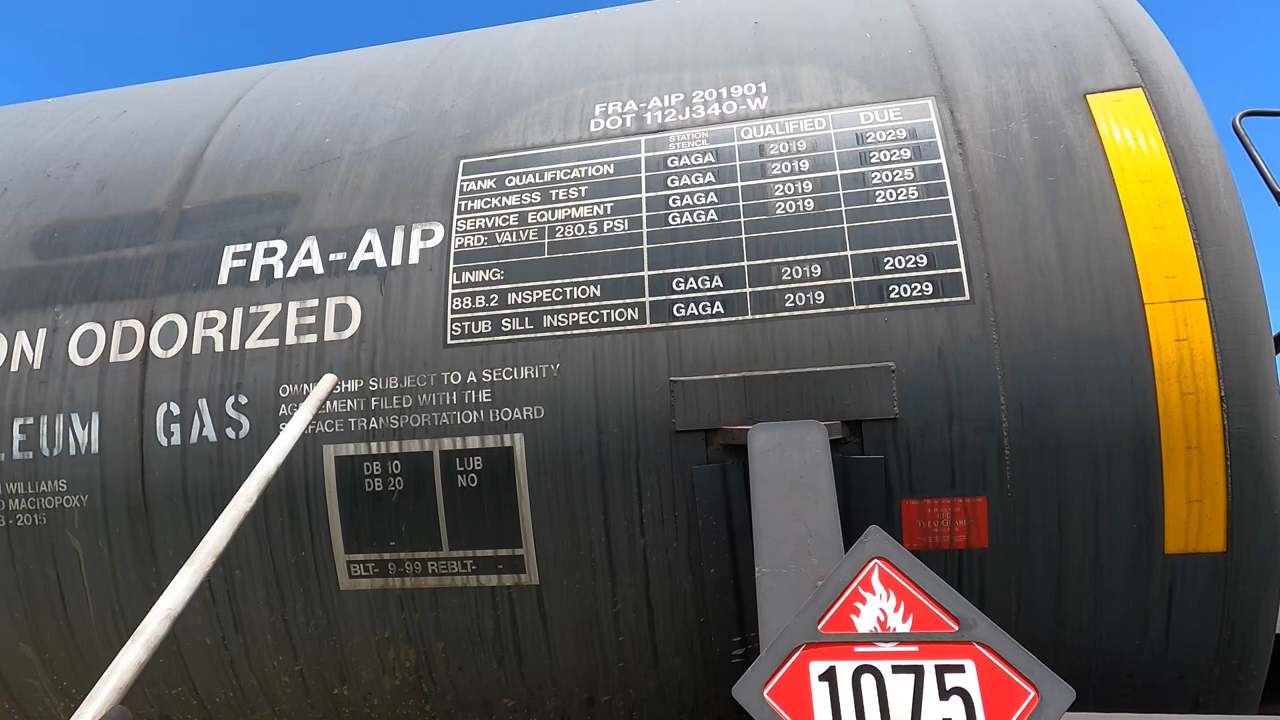 FRA-AIP 201901
DOT 112J340-W
STATION STENCIL QUALIFIED DUE
TANK QUALIFICATION GAGA 2019 2029
THICKNESS TEST GAGA 2019 2029
SERVICE EQUIPMENT GAGA 2019 2025
PRD: VALVE 280.5 PSI GAGA 2019 2025
LINING:
88.B.2 INSPECTION GAGA 2019 2029
STUB SILL INSPECTION GAGA 2019 2029
FRA-AIP
ON ODORIZED
LEUM GAS
OWNERSHIP SUBJECT TO A SECURITY
AGREEMENT FILED WITH THE
SURFACE TRANSPORTATION BOARD
WILLIAMS
MACROPOXY
- 2015
DB 10 LUB
DB 20 NO
BLT- 9-99 REBLT- -
TREADGUARD
1075